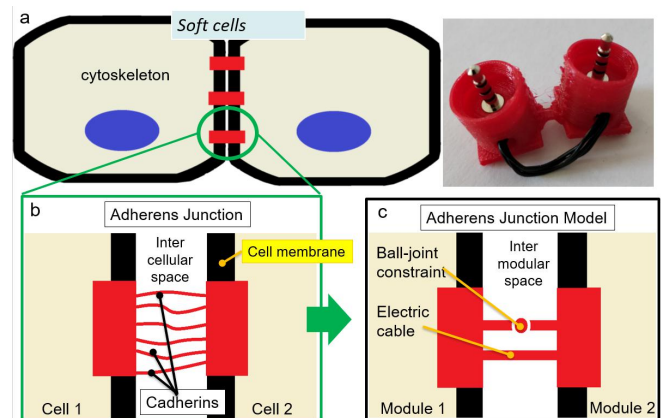 a
Soft cells
cytoskeleton
b
Adherens Junction
Inter
cellular
space
Cell membrane
Cadherins
Cell 1
Cell 2
c
Adherens Junction Model
Ball-joint
constraint
Inter
modular
space
Electric
cable
Module 1
Module 2